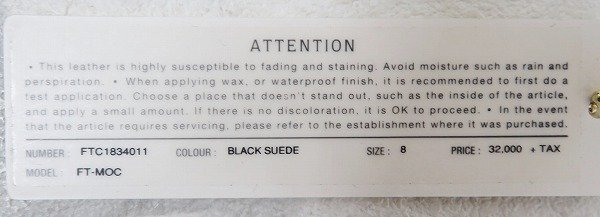 ATTENTION
• This leather is highly susceptible to fading and staining. Avoid moisture such as rain and
perspiration. • When applying wax, or waterproof finish, it is recommended to first do a
test application. Choose a place that doesn't stand out, such as the inside of the article,
and apply a small amount. If there is no discoloration, it is OK to proceed. • In the event
that the article requires servicing, please refer to the establishment where it was purchased.
NUMBER: FTC1834011 COLOUR: BLACK SUEDE SIZE: 8 PRICE: 32,000 + TAX
MODEL: FT-MOC